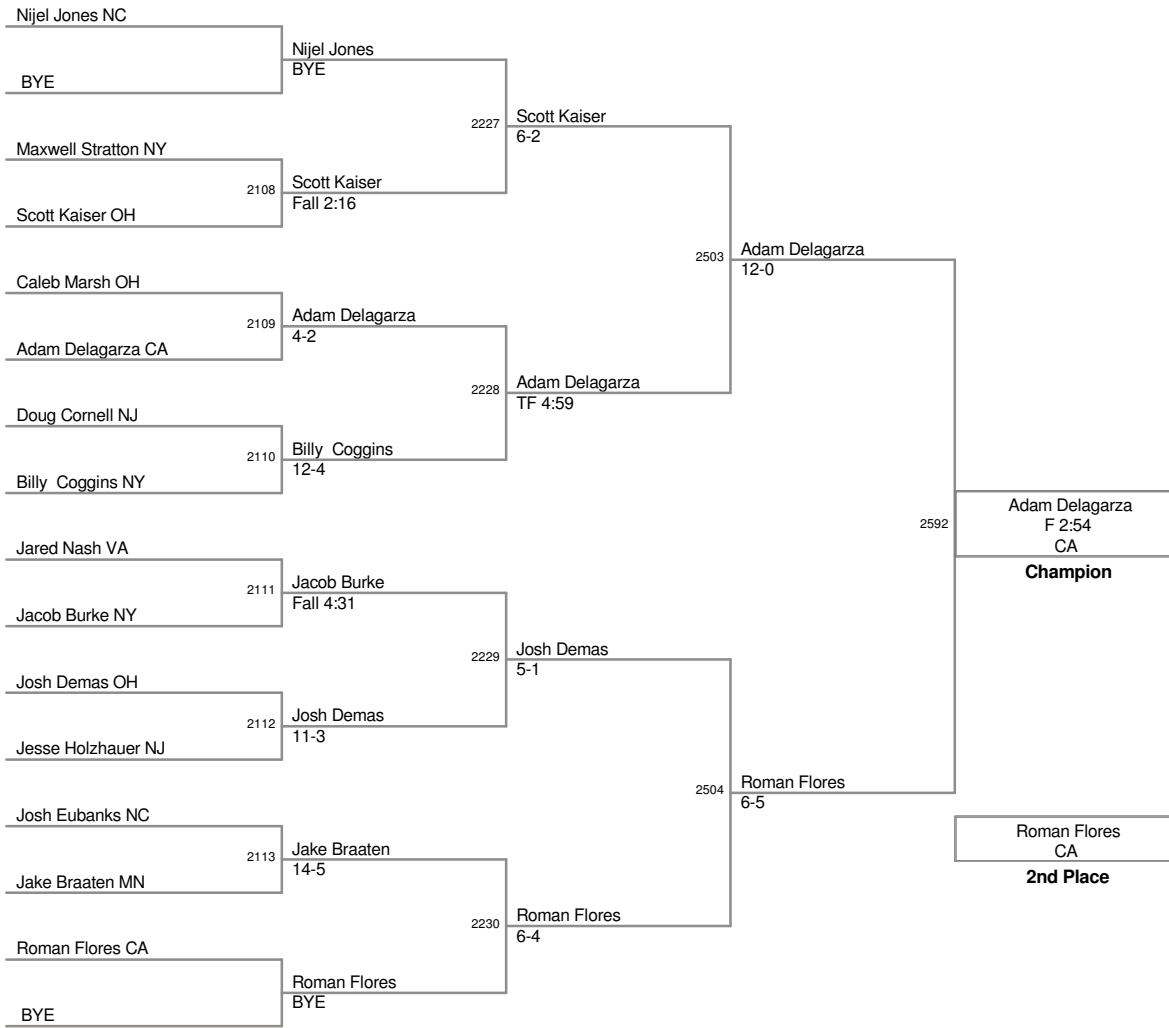 Nijel Jones NC
BYE
Maxwell Stratton NY
Scott Kaiser OH
Caleb Marsh OH
Adam Delagarza CA
Doug Cornell NJ
Billy  Coggins NY
Jared Nash VA
Jacob Burke NY
Josh Demas OH
Jesse Holzhauer NJ
Josh Eubanks NC
Jake Braaten MN
Roman Flores CA
BYE
Nijel Jones
BYE
2108
Scott Kaiser
Fall 2:16
2109
Adam Delagarza
4-2
2110
Billy  Coggins
12-4
2111
Jacob Burke
Fall 4:31
2112
Josh Demas
11-3
2113
Jake Braaten
14-5
Roman Flores
BYE
2227
Scott Kaiser
6-2
2228
Adam Delagarza
TF 4:59
2229
Josh Demas
5-1
2230
Roman Flores
6-4
2503
Adam Delagarza
12-0
2504
Roman Flores
6-5
2592
Adam Delagarza
F 2:54
CA
Champion
Roman Flores
CA
2nd Place